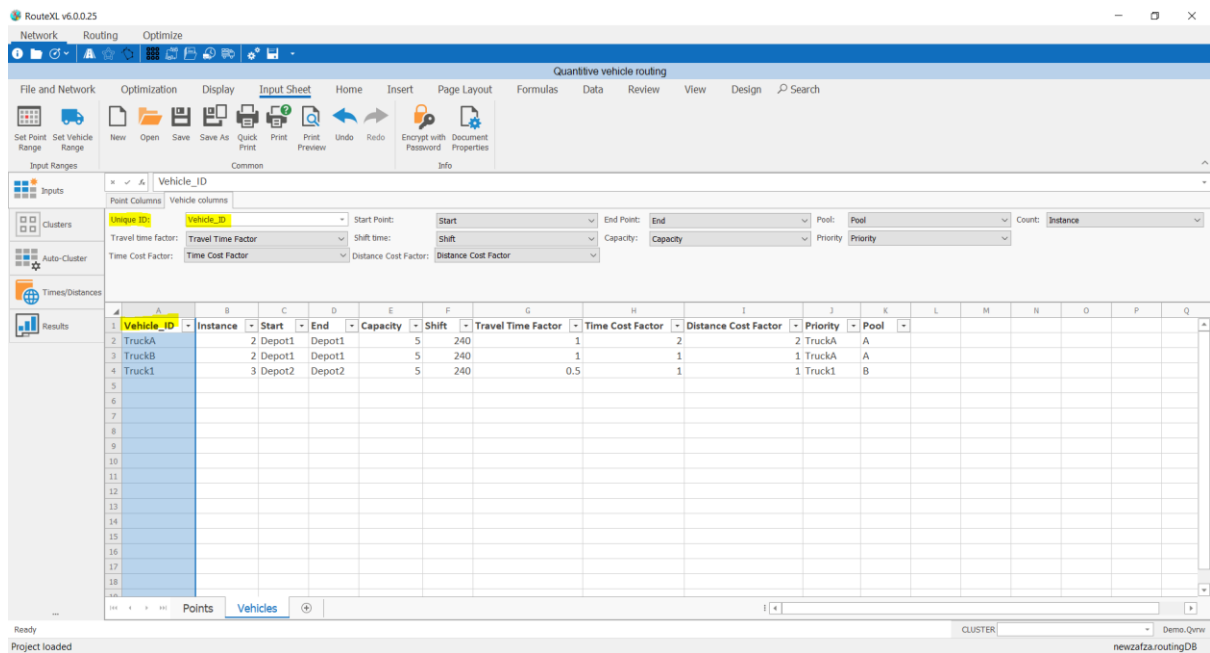 RouteXL v6.0.0.25
Network Routing Optimize
Quantitive vehicle routing
File and Network Optimization Display Input Sheet Home Insert Page Layout Formulas Data Review View Design Search
Set Point Range Set Vehicle Range New Open Save Save As Quick Print Print Print Preview Undo Redo Encrypt with Password Document Properties
Input Ranges Common Info
Inputs Vehicle_ID
Point Columns Vehicle columns
Unique ID: Vehicle_ID Start Point: Start End Point: End Pool: Pool Count: Instance
Clusters
Travel time factor: Travel Time Factor Shift time: Shift Capacity: Capacity Priority Priority
Auto-Cluster Time Cost Factor: Time Cost Factor Distance Cost Factor: Distance Cost Factor
Times/Distances
A B C D E F G H I J K L M N O P Q
Results
1 Vehicle_ID Instance Start End Capacity Shift Travel Time Factor Time Cost Factor Distance Cost Factor Priority Pool
2 TruckA 2 Depot1 Depot1 5 240 1 2 2 TruckA A
3 TruckB 2 Depot1 Depot1 5 240 1 1 1 TruckA A
4 Truck1 3 Depot2 Depot2 5 240 0.5 1 1 Truck1 B
5
6
7
8
9
10
11
12
13
14
15
16
17
18
... Points Vehicles
Ready CLUSTER Demo.Qvrw
Project loaded newzafza.routingDB